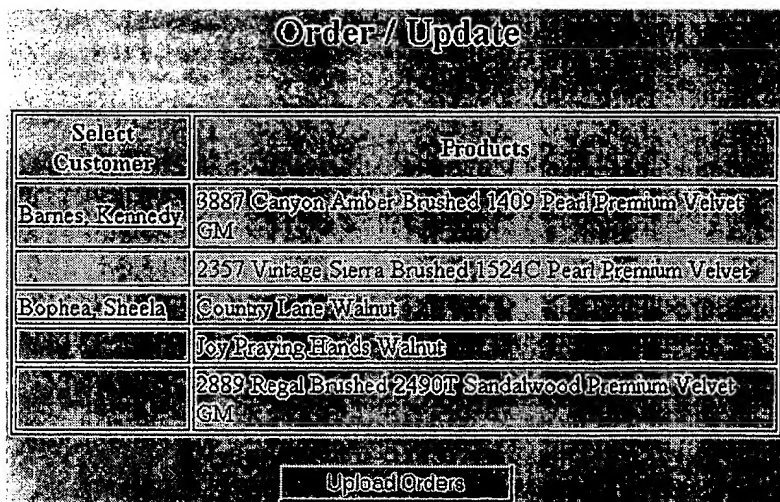 Order / Update
Select
Customer
Products
Barnes, Kennedy
3887 Canyon Amber Brushed 1409 Pearl Premium Velvet
GM
2357 Vintage Sierra Brushed 1524C Pearl Premium Velvet
Bophea, Sheela
Country Lane Walnut
Joy Praying Hands Walnut
2889 Regal Brushed 2490T Sandalwood Premium Velvet
GM
Upload Orders